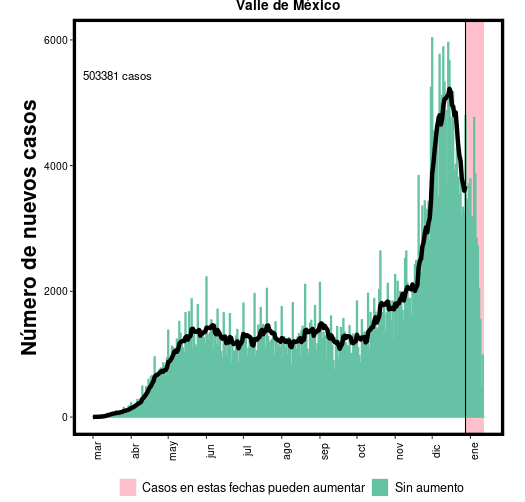 Valle de México
503381 casos
Número de nuevos casos
6000
4000
2000
0
mar
abr
may
jun
jul
ago
sep
oct
nov
dic
ene
Casos en estas fechas pueden aumentar
Sin aumento